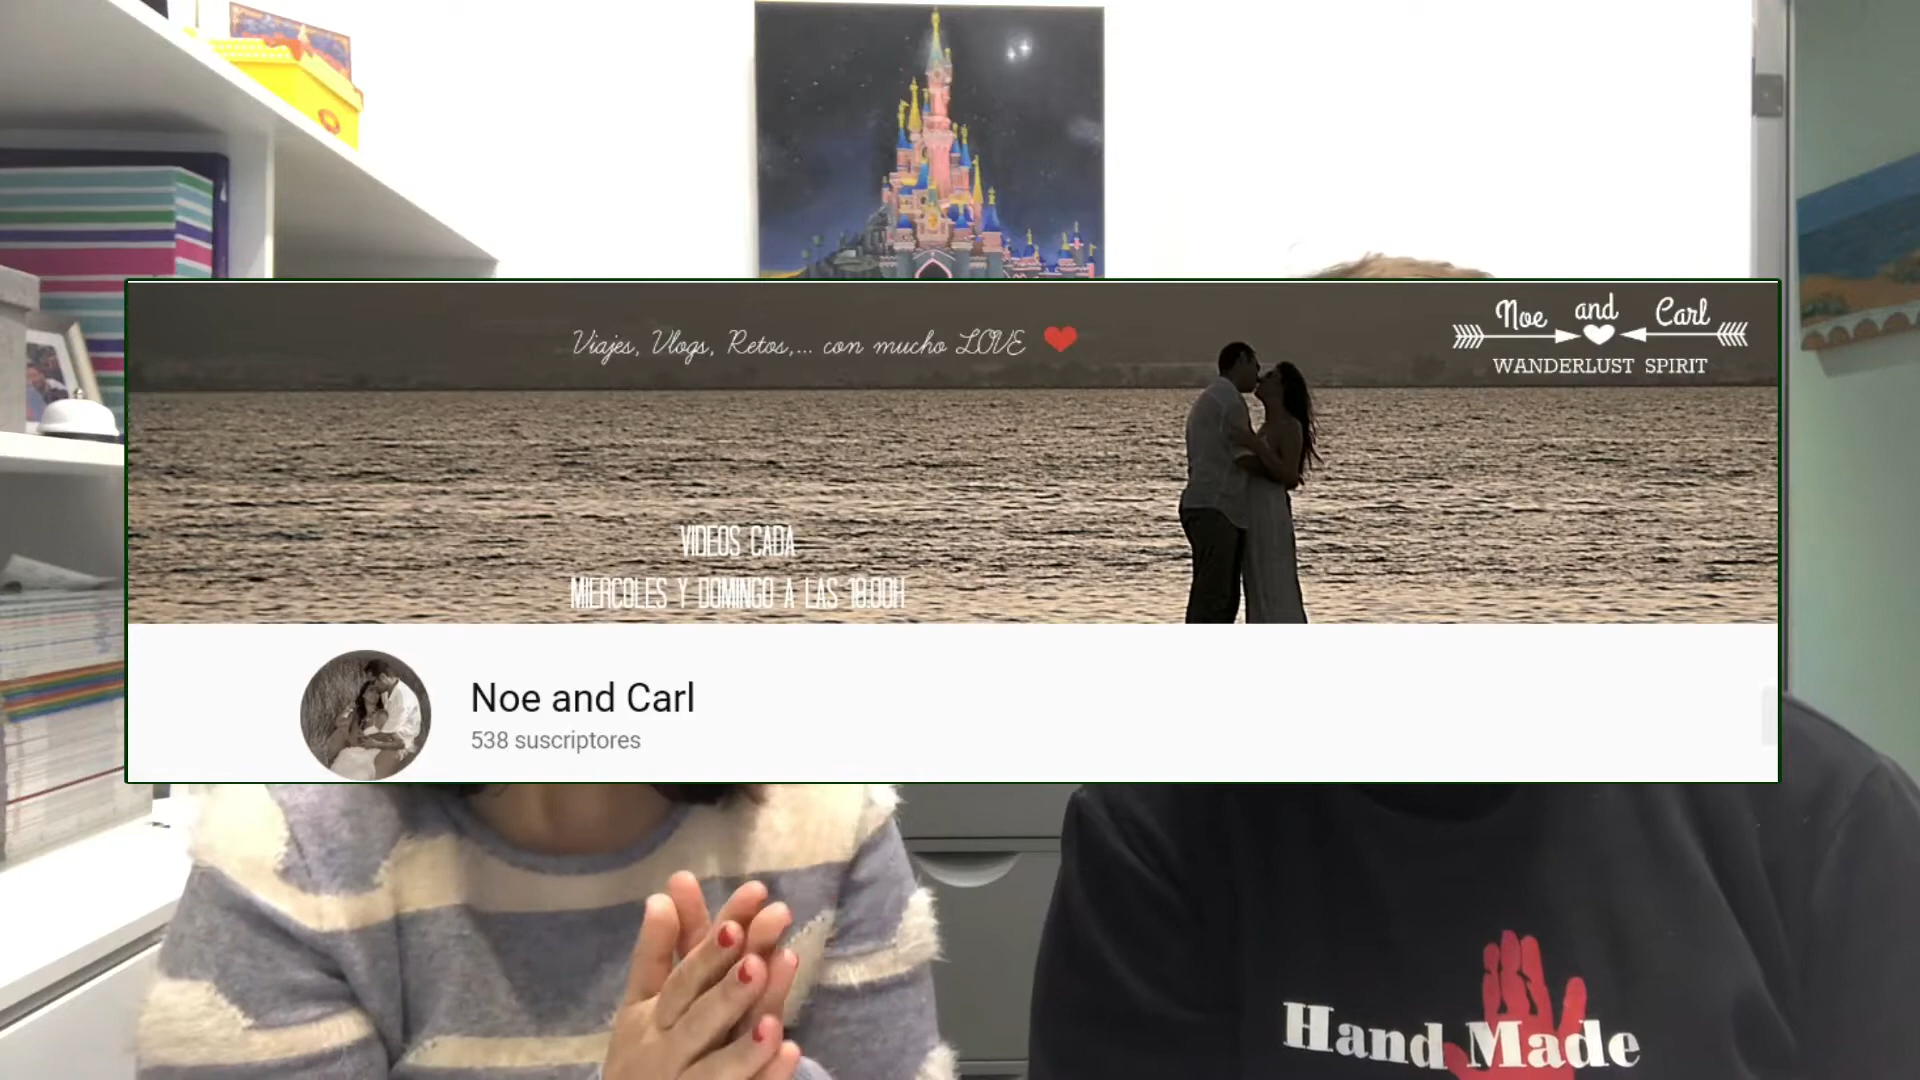 Viajes, Vlogs, Retos,... con mucho LOVE
Noe and Carl
WANDERLUST SPIRIT
VIDEOS CADA
MIERCOLES Y DOMINGO A LAS 18:00H
Noe and Carl
538 suscriptores
Hand Made